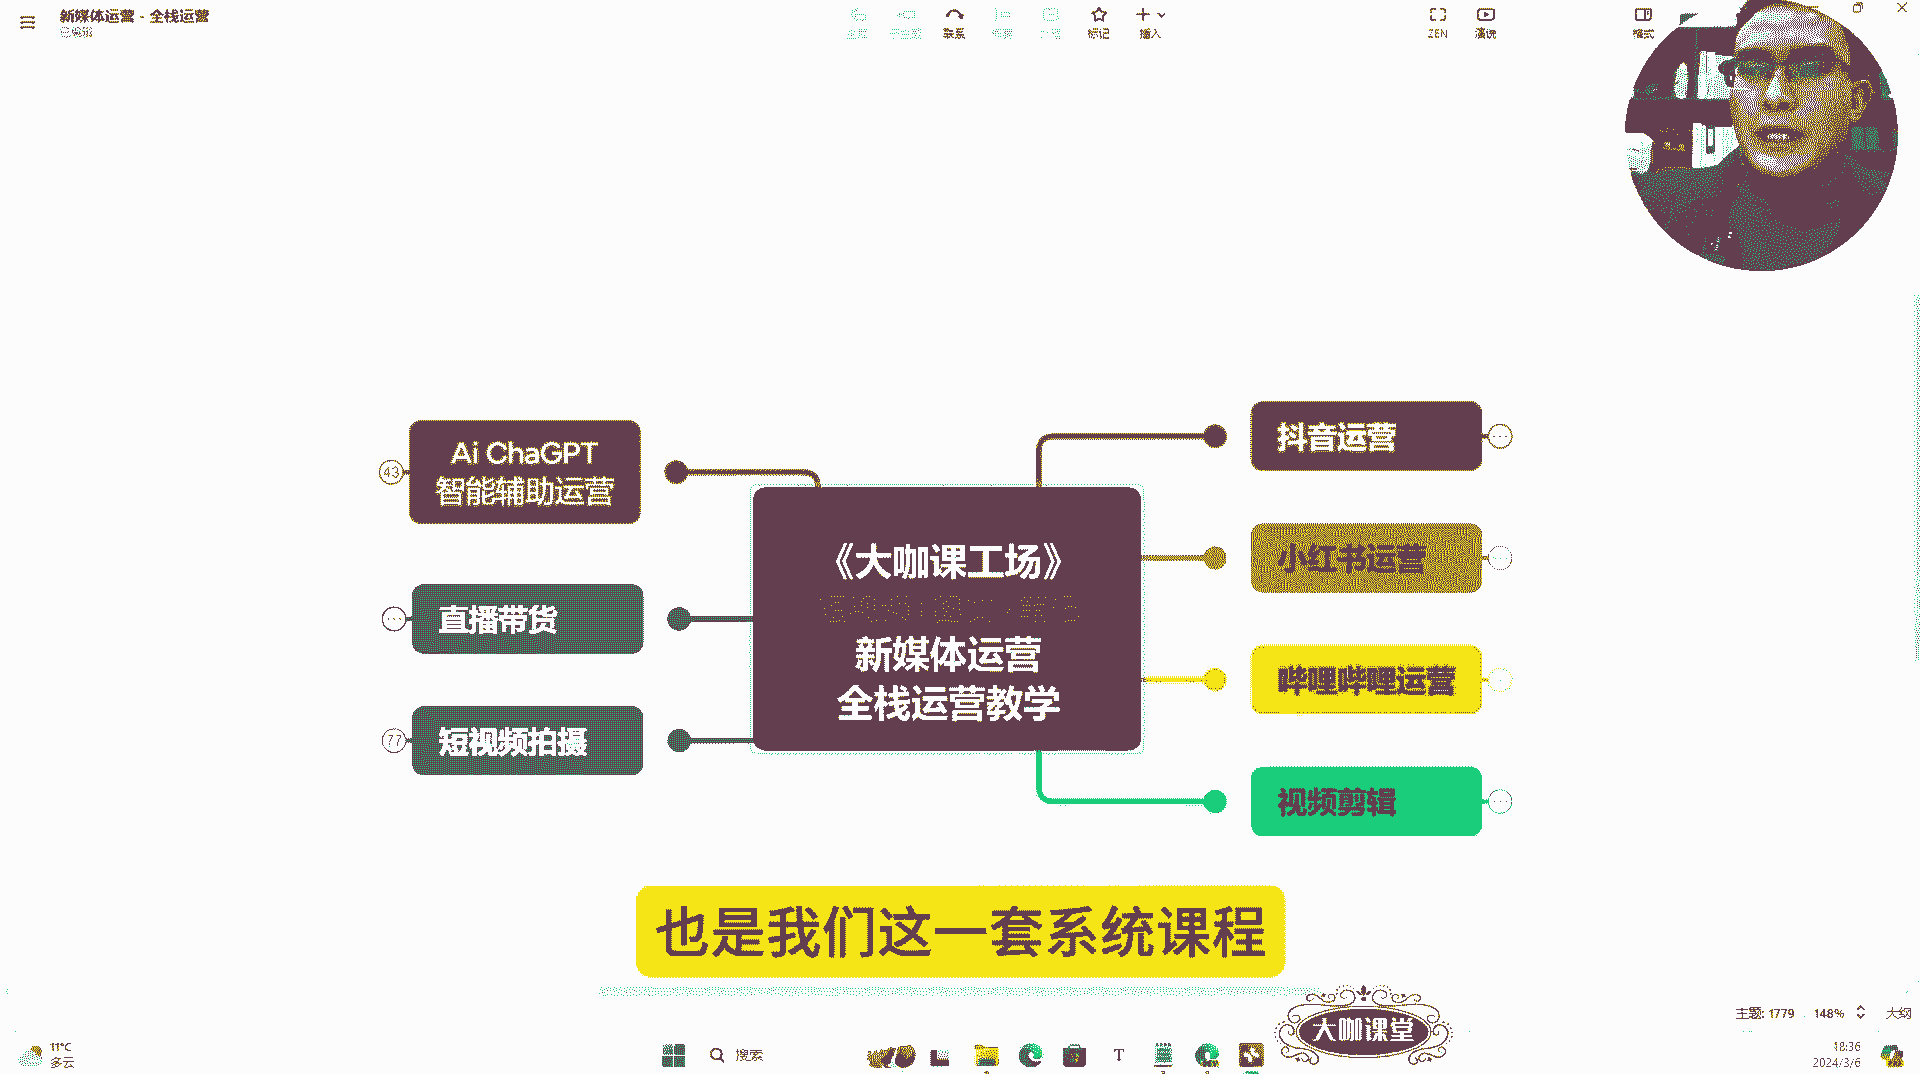 新媒体运营 - 全栈运营
已编辑
联系
标记
插入
ZEN
演说
格式
43
Ai ChaGPT
智能辅助运营
直播带货
77
短视频拍摄
《大咖课工场》
新媒体运营
全栈运营教学
抖音运营
小红书运营
哔哩哔哩运营
视频剪辑
也是我们这一套系统课程
大咖课堂
主题: 1779
148%
大纲
11°C
多云
搜索
18:36
2024/3/6